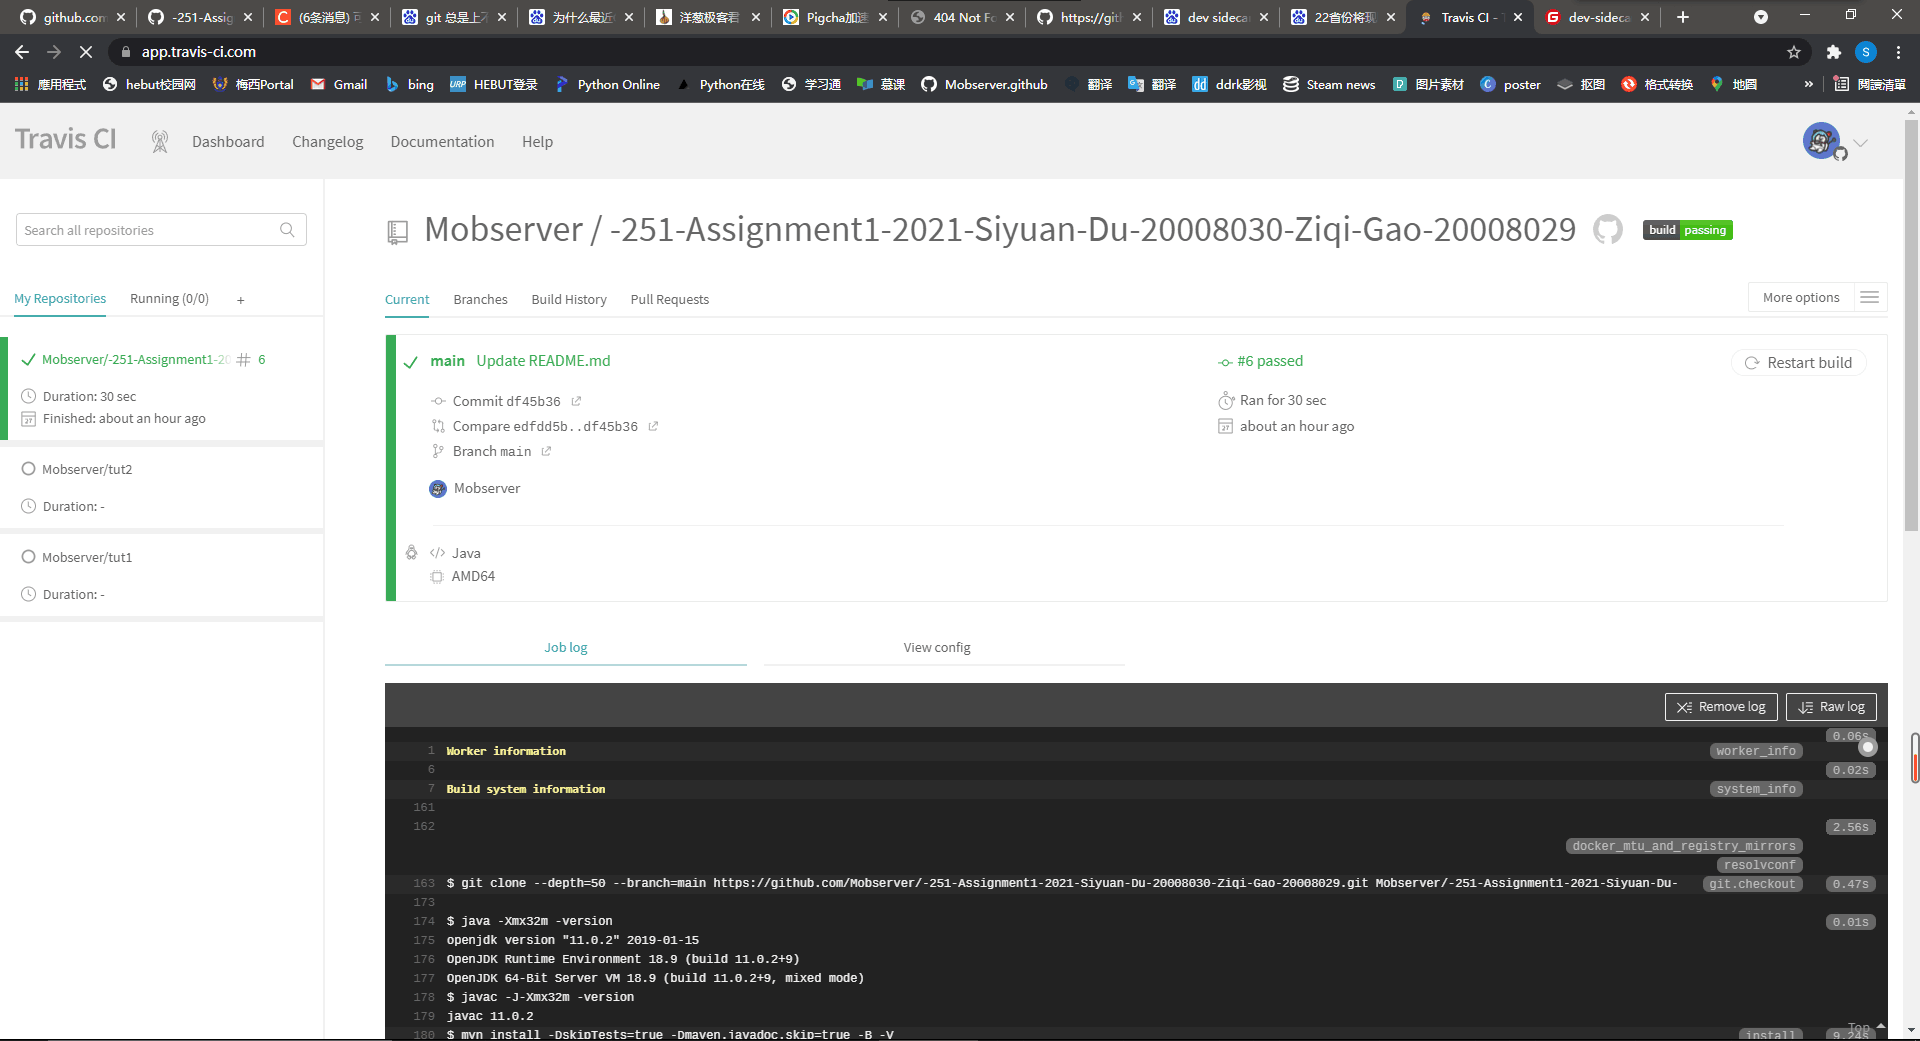 github.com
-251-Assig
(6条消息) 可
git 总是上不
为什么最近
洋葱极客君
Pigcha加速
404 Not Fo
https://gith
dev sidecar
22省份将现
Travis CI - T
dev-sideca
app.travis-ci.com
S
應用程式
hebut校园网
梅西Portal
Gmail
bing
HEBUT登录
Python Online
Python在线
学习通
慕课
Mobserver.github
翻译
翻译
ddrk影视
Steam news
图片素材
poster
抠图
格式转换
地圖
»
閱讀清單
Travis CI
Dashboard
Changelog
Documentation
Help
Search all repositories
My Repositories
Running (0/0)
+
Mobserver/-251-Assignment1-20
# 6
Duration: 30 sec
Finished: about an hour ago
Mobserver/tut2
Duration: -
Mobserver/tut1
Duration: -
Mobserver / -251-Assignment1-2021-Siyuan-Du-20008030-Ziqi-Gao-20008029
build passing
Current
Branches
Build History
Pull Requests
More options
main Update README.md
#6 passed
Restart build
Commit df45b36
Ran for 30 sec
Compare edfdd5b..df45b36
about an hour ago
Branch main
Mobserver
Java
AMD64
Job log
View config
Remove log
Raw log
0.06s
1 Worker information
worker_info
6
0.02s
7 Build system information
system_info
161
162
2.56s
docker_mtu_and_registry_mirrors
resolvconf
163 $ git clone --depth=50 --branch=main https://github.com/Mobserver/-251-Assignment1-2021-Siyuan-Du-20008030-Ziqi-Gao-20008029.git Mobserver/-251-Assignment1-2021-Siyuan-Du-
git.checkout
0.47s
173
174 $ java -Xmx32m -version
0.01s
175 openjdk version "11.0.2" 2019-01-15
176 OpenJDK Runtime Environment 18.9 (build 11.0.2+9)
177 OpenJDK 64-Bit Server VM 18.9 (build 11.0.2+9, mixed mode)
178 $ javac -J-Xmx32m -version
179 javac 11.0.2
180 $ mvn install -DskipTests=true -Dmaven.javadoc.skip=true -B -V
install
9.24s
Top